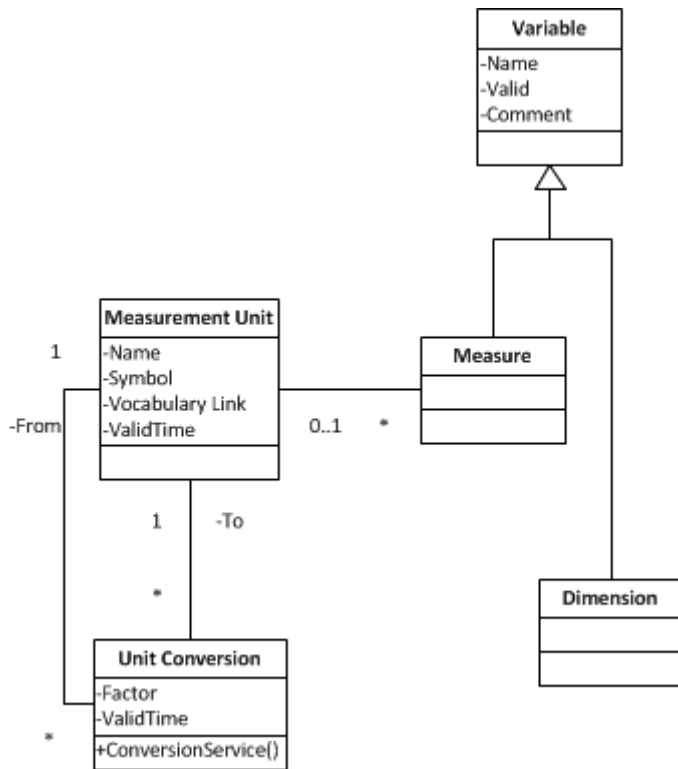 Variable
-Name
-Valid
-Comment
Measurement Unit
-Name
-Symbol
-Vocabulary Link
-ValidTime
Measure
1
-From
0..1 *
1 -To
*
Dimension
Unit Conversion
-Factor
-ValidTime
+ConversionService()
*